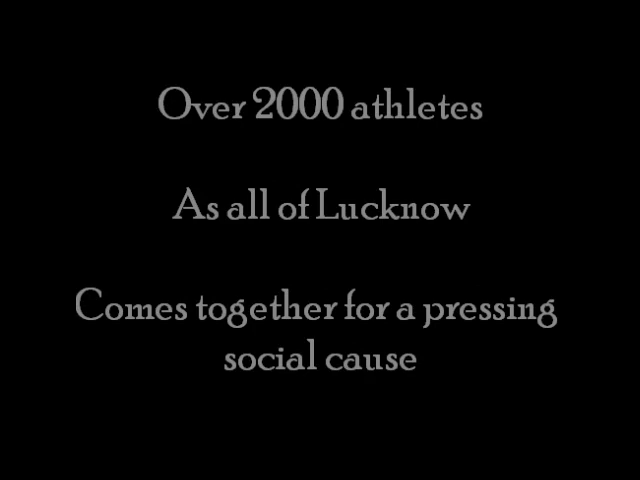 Over 2000 athletes
As all of Lucknow
Comes together for a pressing
social cause